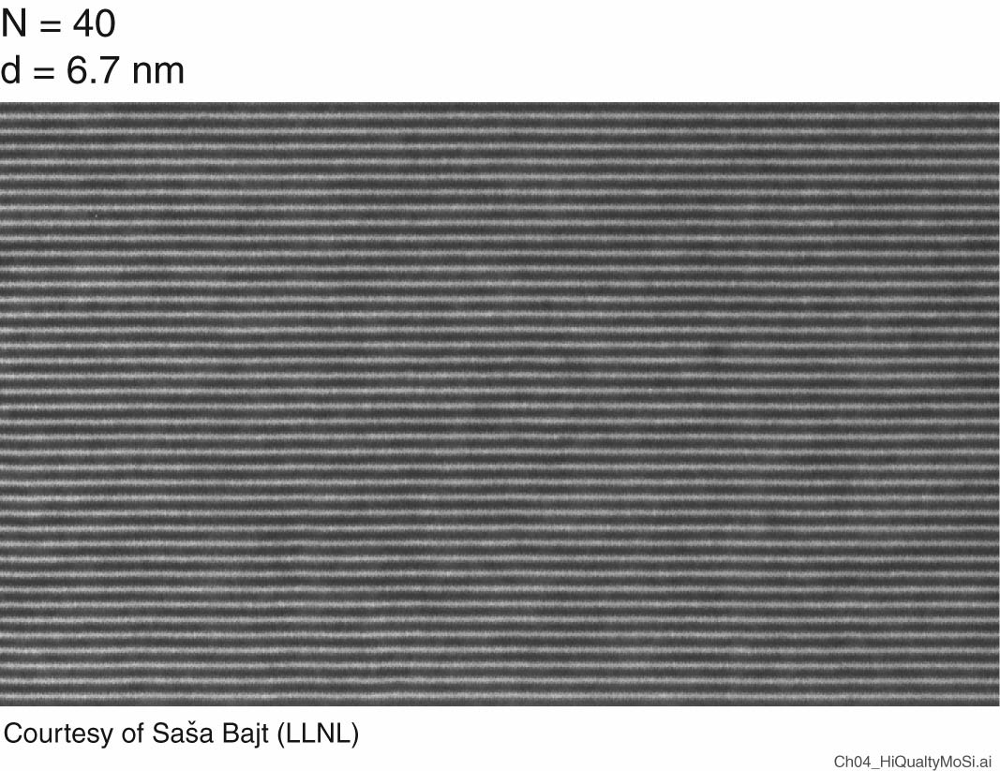 N = 40
d = 6.7 nm
Courtesy of Saša Bajt (LLNL)
Ch04_HiQualtyMoSi.ai